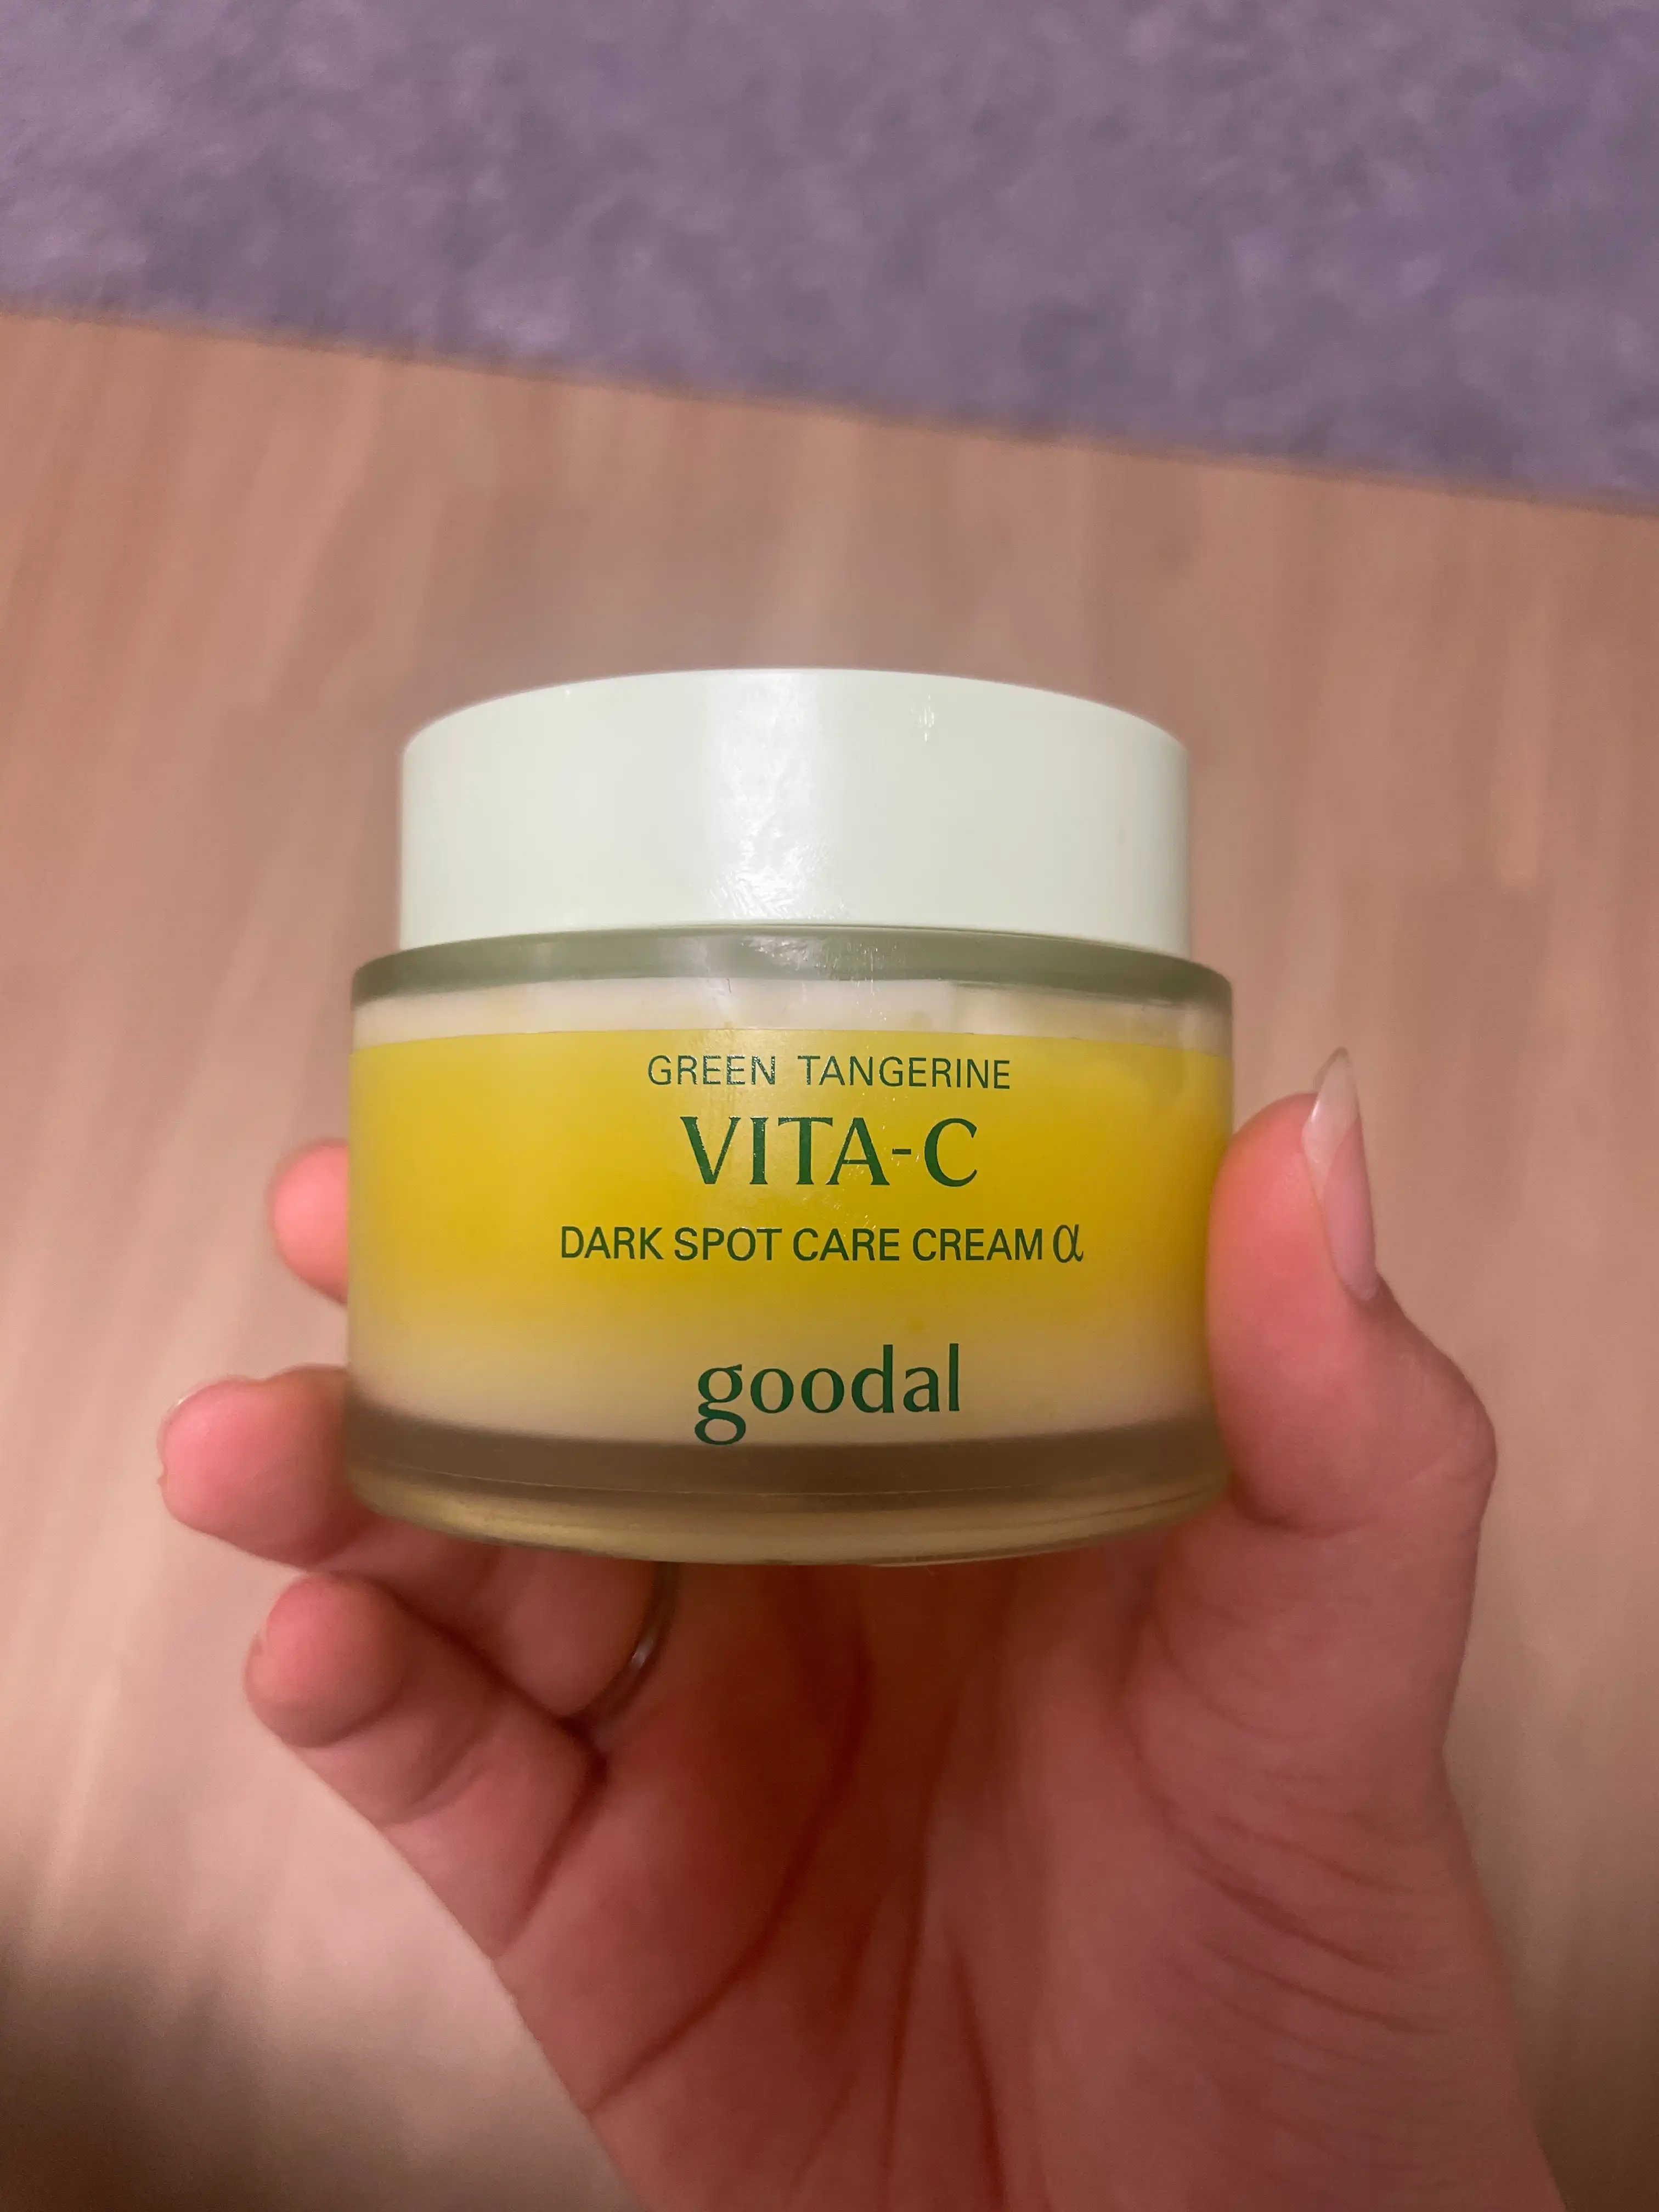 GREEN TANGERINE
VITA-C
DARK SPOT CARE CREAM α
goodal